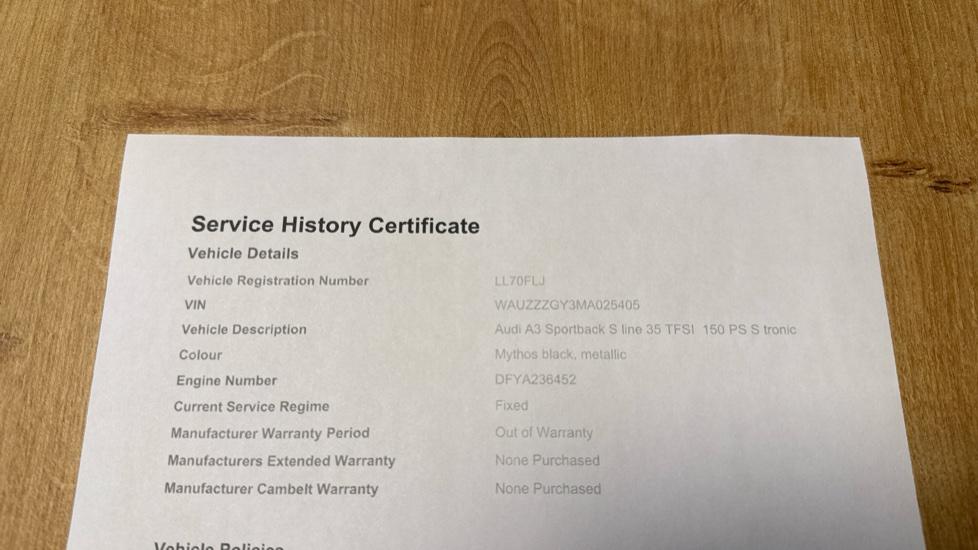 Service History Certificate
Vehicle Details
Vehicle Registration Number LL70FLJ
VIN WAUZZZGY3MA025405
Vehicle Description Audi A3 Sportback S line 35 TFSI 150 PS S tronic
Colour Mythos black, metallic
Engine Number DFYA236452
Current Service Regime Fixed
Manufacturer Warranty Period Out of Warranty
Manufacturers Extended Warranty None Purchased
Manufacturer Cambelt Warranty None Purchased
Vehicle Policies